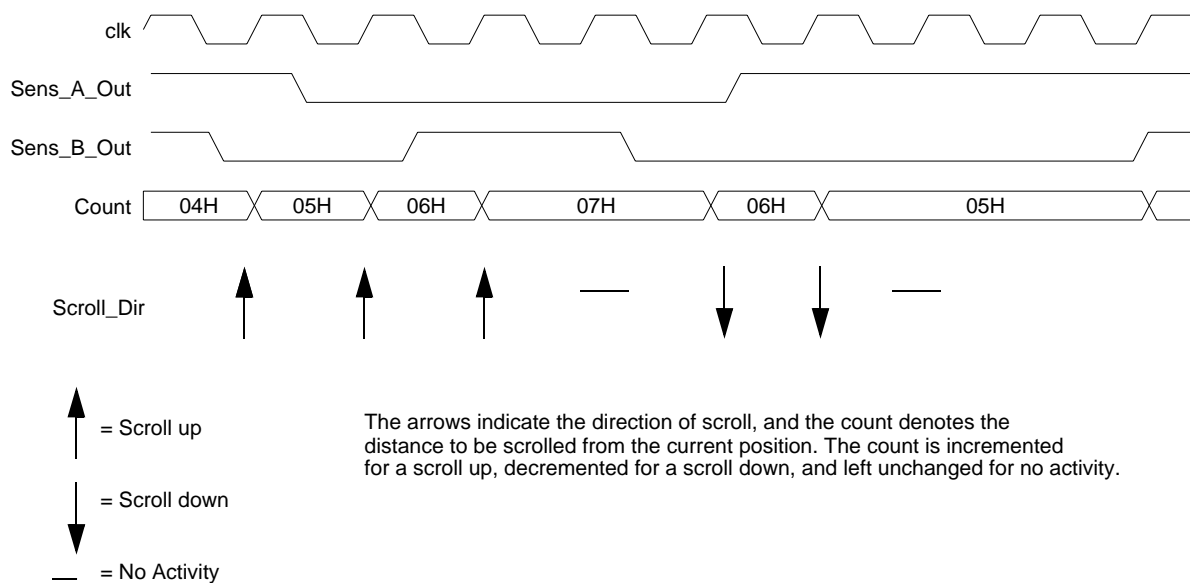 clk
Sens_A_Out
Sens_B_Out
Count 04H 05H 06H 07H 06H 05H
Scroll_Dir
= Scroll up
= Scroll down
= No Activity
The arrows indicate the direction of scroll, and the count denotes the
distance to be scrolled from the current position. The count is incremented
for a scroll up, decremented for a scroll down, and left unchanged for no activity.